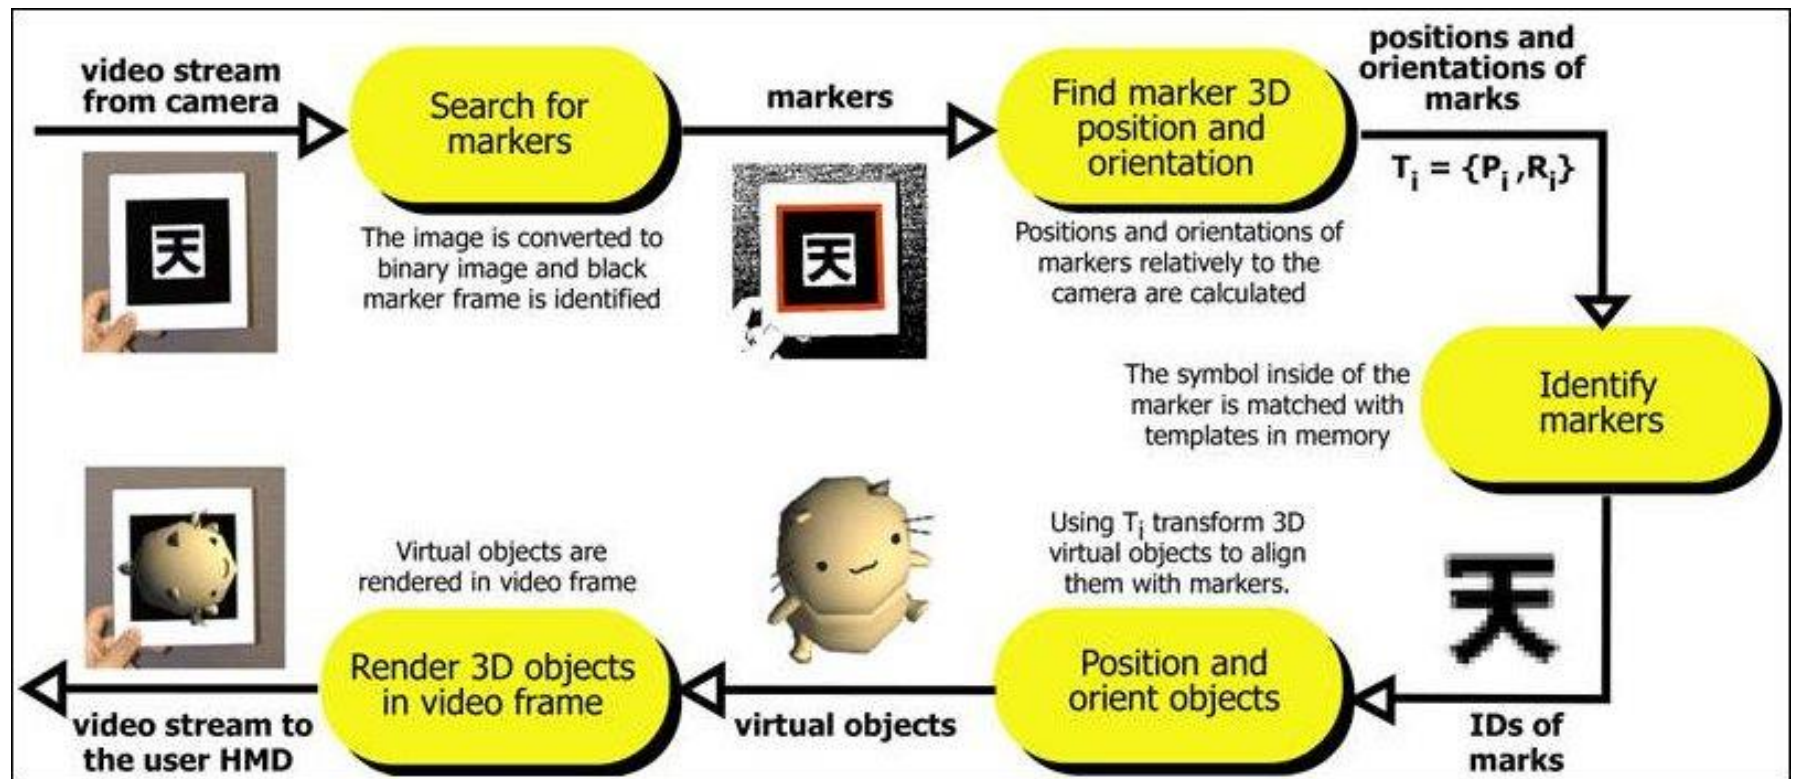 video stream
from camera
天
Search for
markers
The image is converted to
binary image and black
marker frame is identified
markers
天
Find marker 3D
position and
orientation
Positions and orientations of
markers relatively to the
camera are calculated
positions and
orientations of
marks
Ti = {Pi ,Ri}
Identify
markers
The symbol inside of the
marker is matched with
templates in memory
天
IDs of
marks
Position and
orient objects
Using Ti transform 3D
virtual objects to align
them with markers.
virtual objects
Render 3D objects
in video frame
Virtual objects are
rendered in video frame
video stream to
the user HMD